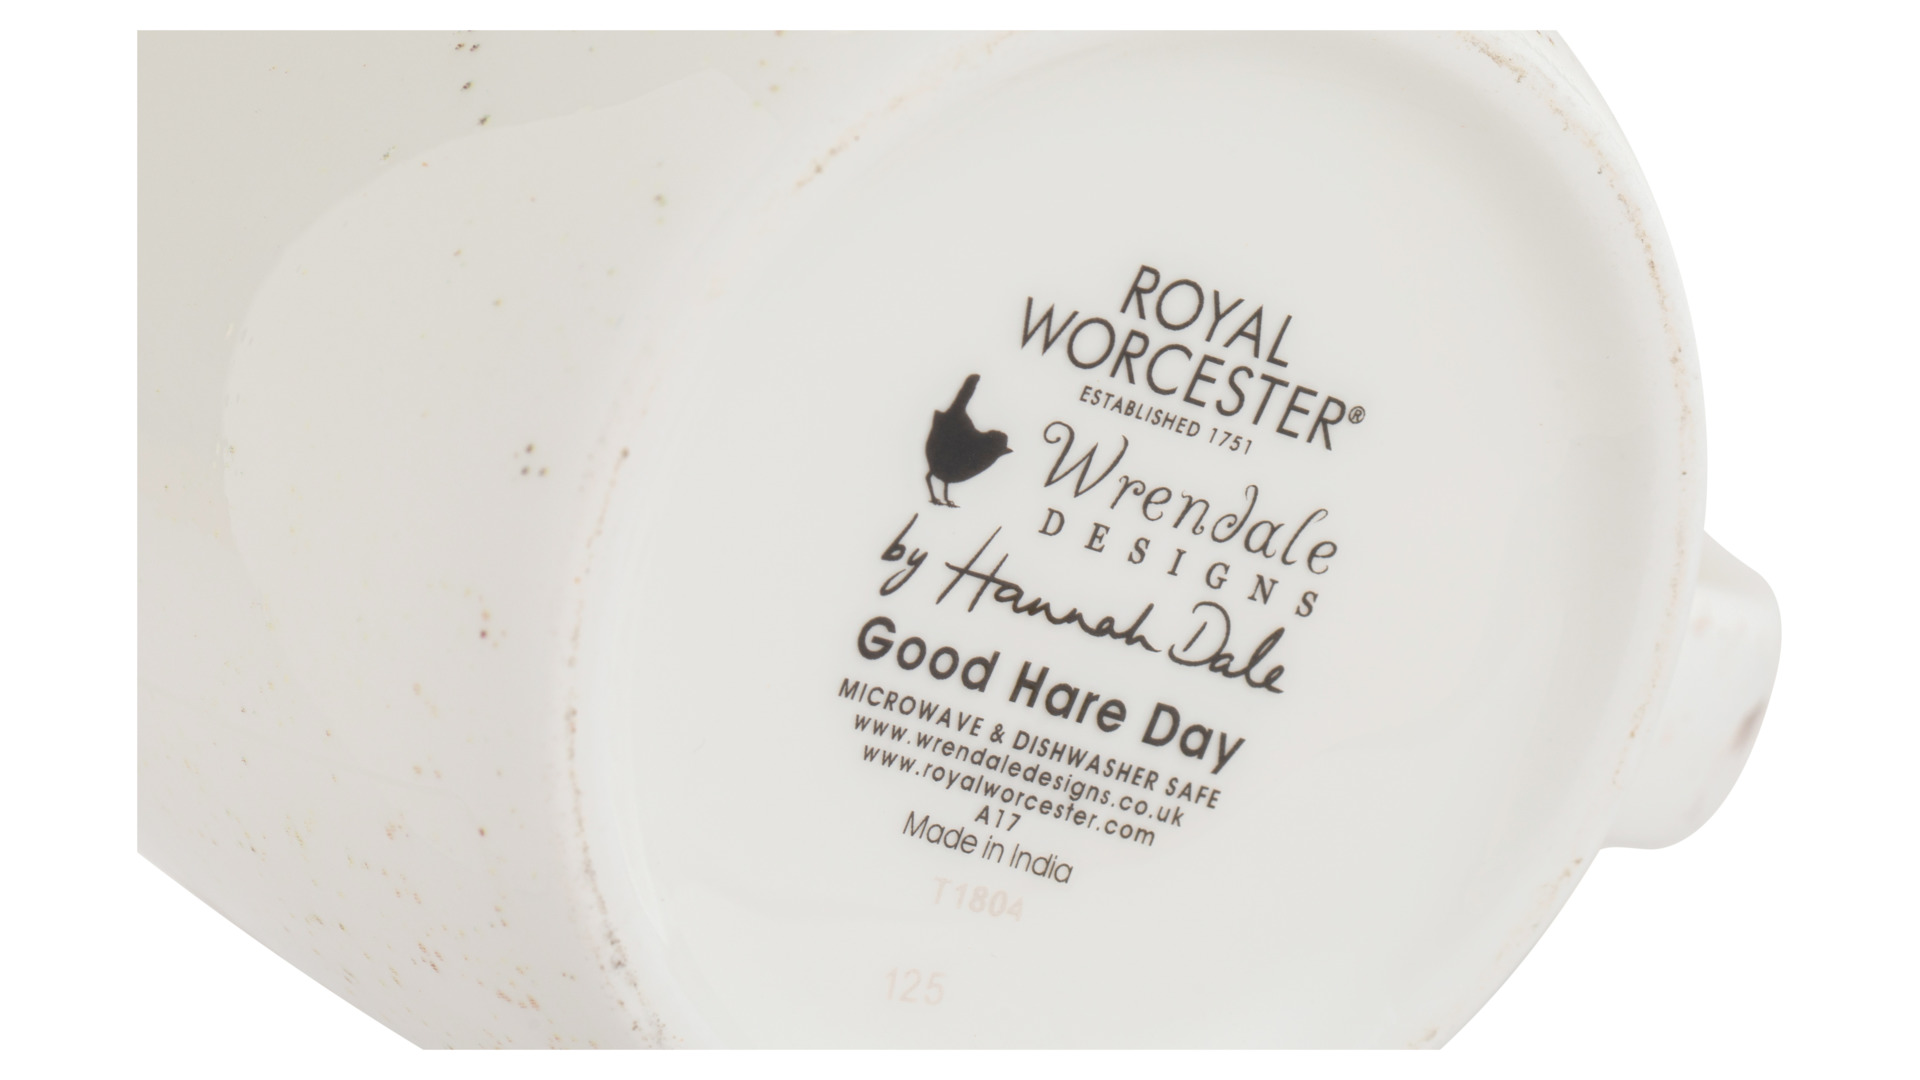 ROYAL
WORCESTER®
ESTABLISHED 1751
Wrendale
DESIGNS
by Hannah Dale
Good Hare Day
MICROWAVE & DISHWASHER SAFE
www.wrendaledesigns.co.uk
www.royalworcester.com
A17
Made in India
T1804
125